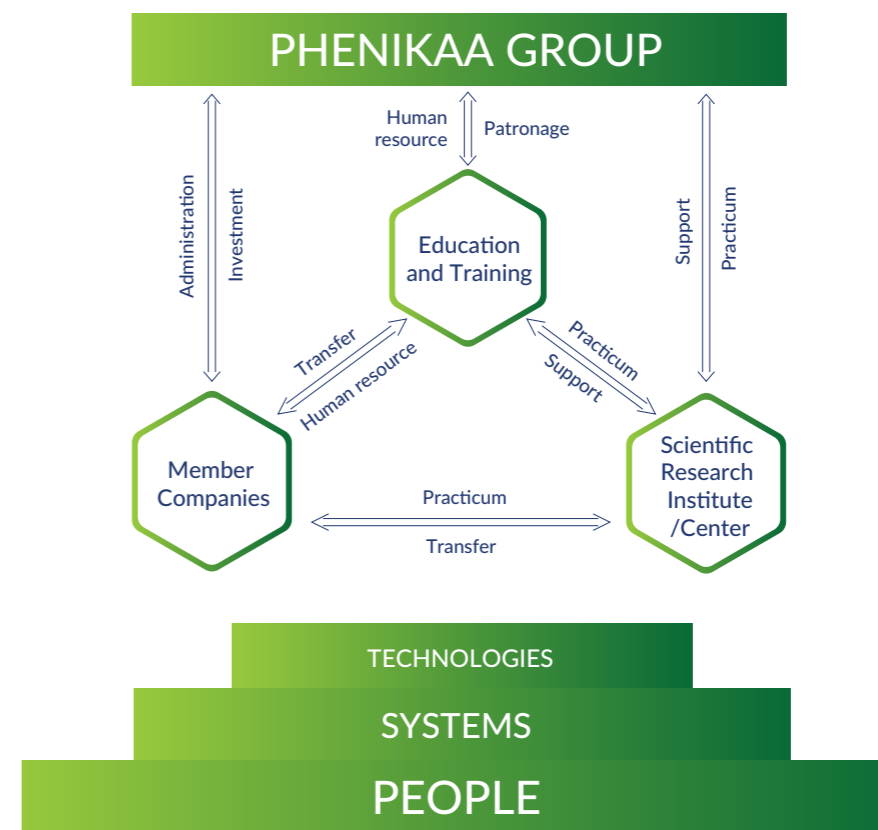 PHENIKAA GROUP
Human
resource
Patronage
Administration
Investment
Support
Practicum
Education
and Training
Transfer
Human resource
Practicum
Support
Member
Companies
Scientific
Research
Institute
/Center
Practicum
Transfer
TECHNOLOGIES
SYSTEMS
PEOPLE